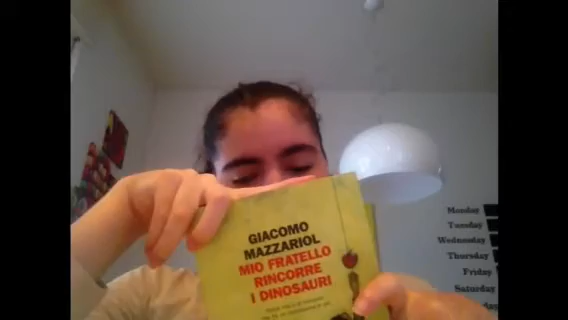 GIACOMO
MAZZARIOL
MIO FRATELLO
RINCORRE
I DINOSAURI
Monday
Tuesday
Wednesday
Thursday
Friday
Saturday